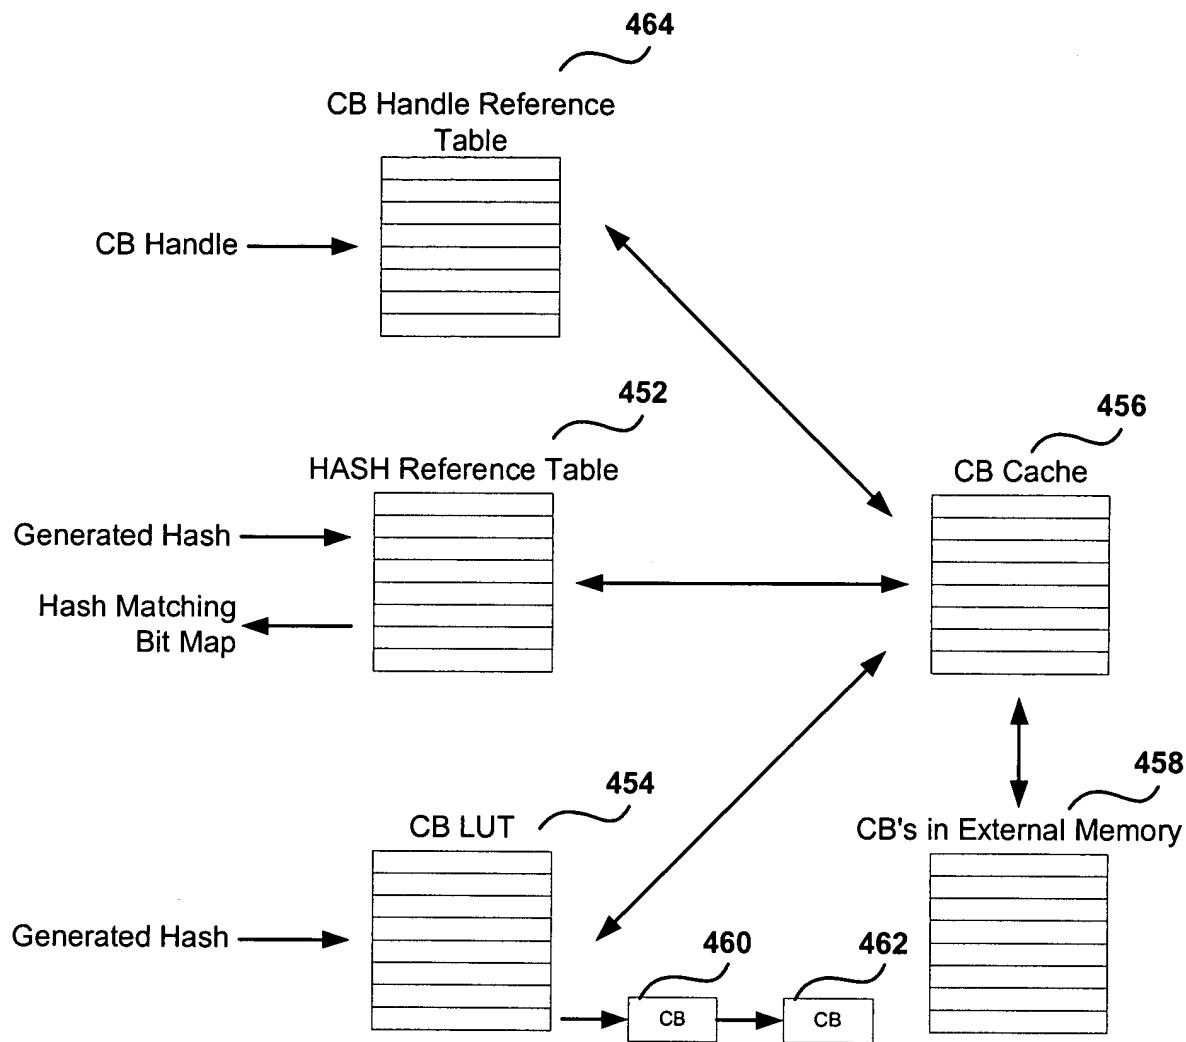 464
CB Handle Reference
Table
CB Handle
452
HASH Reference Table
Generated Hash
Hash Matching
Bit Map
456
CB Cache
454
CB LUT
Generated Hash
458
CB's in External Memory
460
CB
462
CB